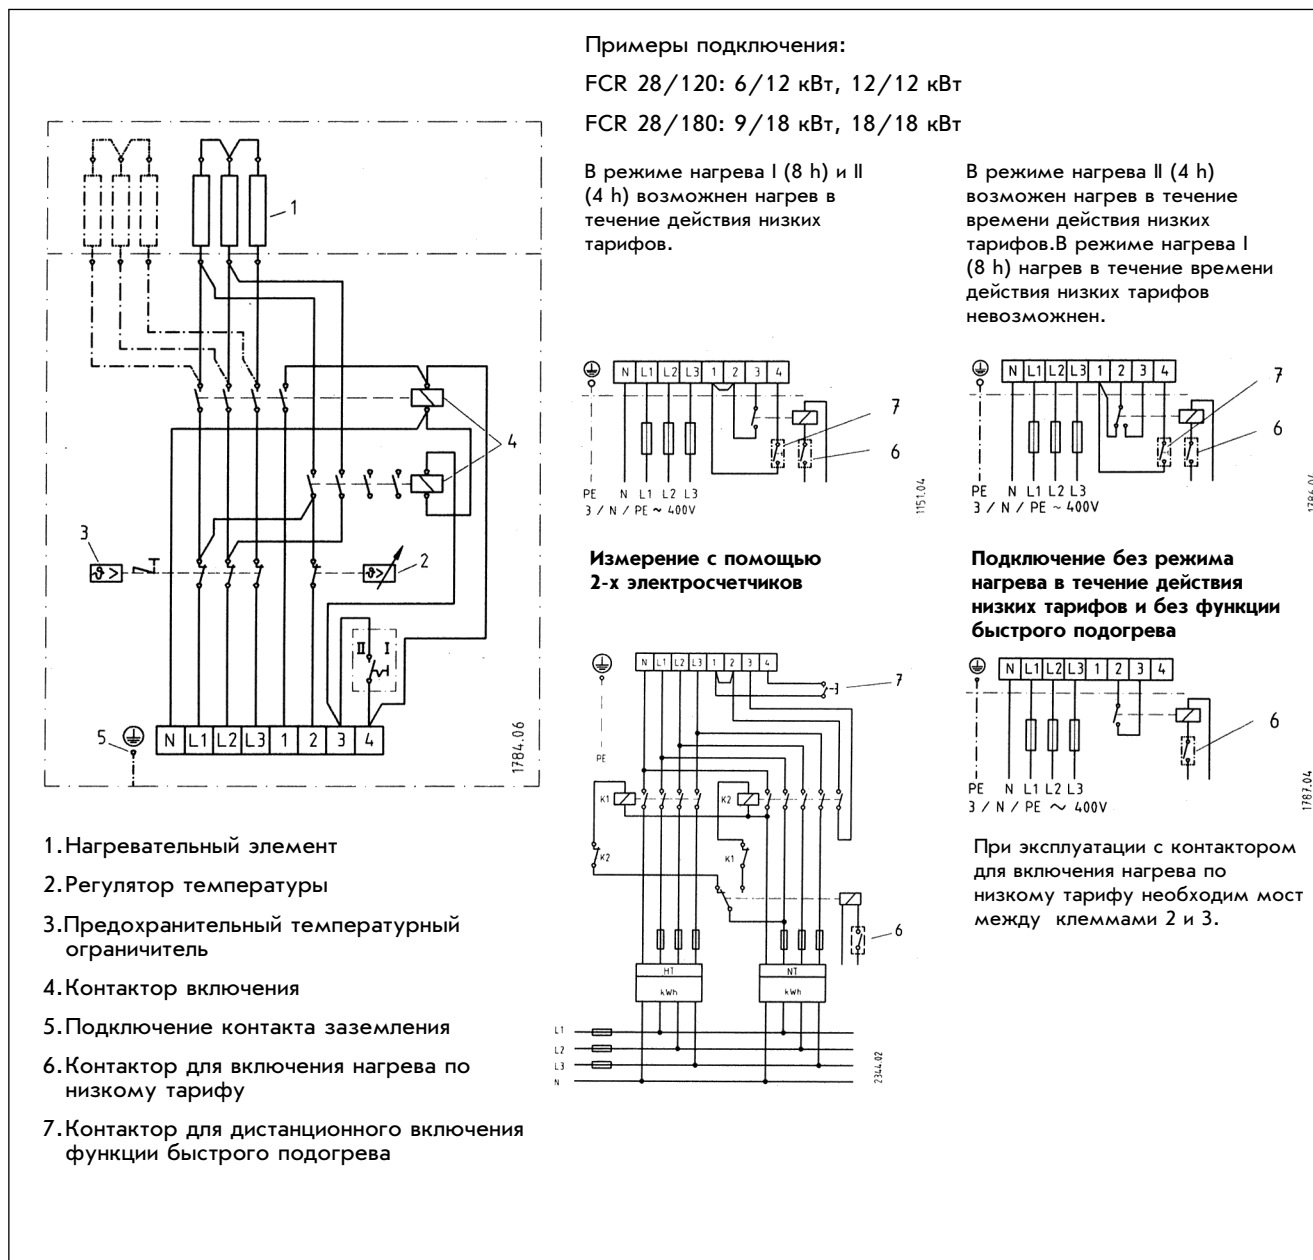 Примеры подключения:
FCR 28/120: 6/12 кВт, 12/12 кВт
FCR 28/180: 9/18 кВт, 18/18 кВт
1
4
3
ϑ>
ϑ>
2
II I
5
N L1 L2 L3 1 2 3 4
1784.06
В режиме нагрева I (8 h) и II
(4 h) возможнен нагрев в
течение действия низких
тарифов.
N L1 L2 L3 1 2 3 4
7
6
PE N L1 L2 L3
3 / N / PE ~ 400V
1151.04
В режиме нагрева II (4 h)
возможен нагрев в течение
времени действия низких
тарифов.В режиме нагрева I
(8 h) нагрев в течение времени
действия низких тарифов
невозможнен.
N L1 L2 L3 1 2 3 4
7
6
PE N L1 L2 L3
3 / N / PE ~ 400V
Измерение с помощью
2-х электросчетчиков
N L1 L2 L3 1 2 3 4
7
PE
K1
K2
K2
K1
6
HT
kWh
NT
kWh
L1
L2
L3
N
2344.02
Подключение без режима
нагрева в течение действия
низких тарифов и без функции
быстрого подогрева
N L1 L2 L3 1 2 3 4
6
PE N L1 L2 L3
3 / N / PE ~ 400V
1787.04
При эксплуатации с контактором
для включения нагрева по
низкому тарифу необходим мост
между клеммами 2 и 3.
1.Нагревательный элемент
2.Регулятор температуры
3.Предохранительный температурный
ограничитель
4.Контактор включения
5.Подключение контакта заземления
6.Контактор для включения нагрева по
низкому тарифу
7.Контактор для дистанционного включения
функции быстрого подогрева